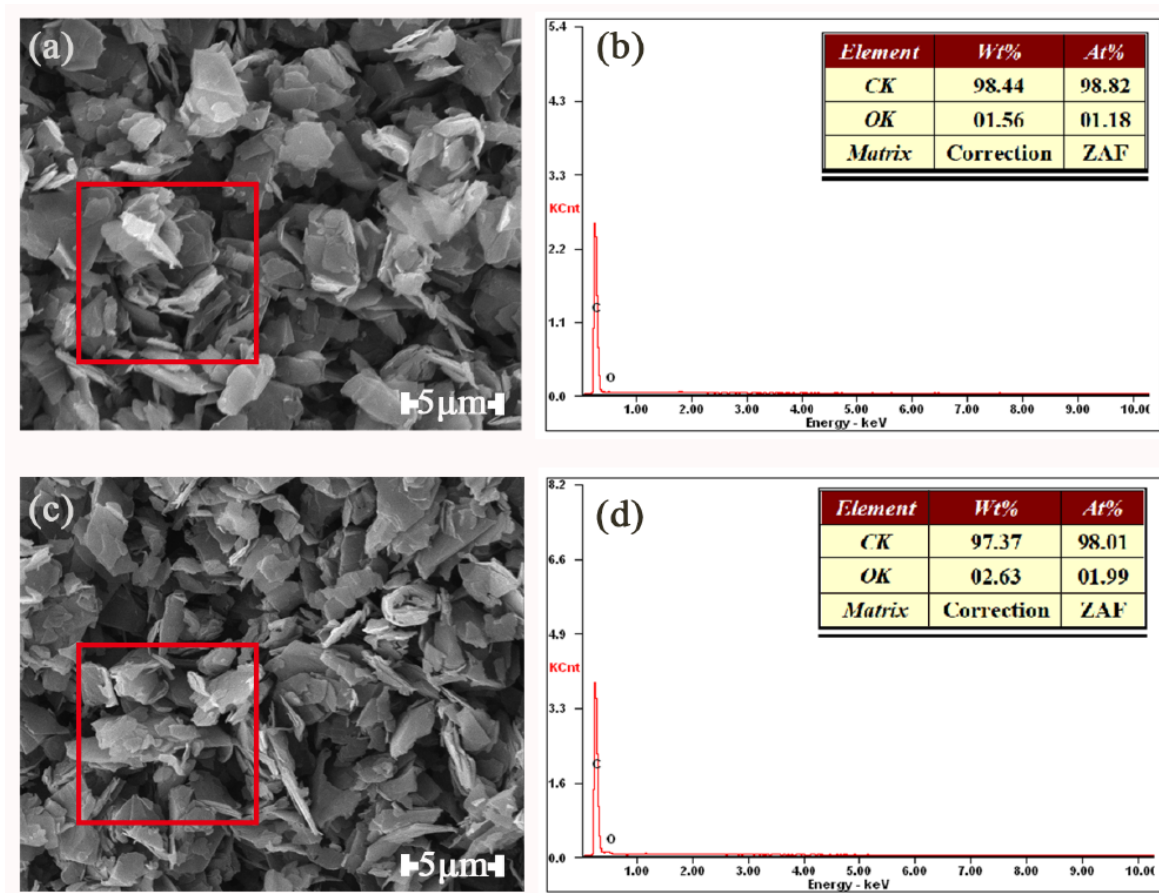 (a)
5μm
(b)
5.4
4.3
3.3
KCnt
2.2
1.1
0.0
C
O
1.00 2.00 3.00 4.00 5.00 6.00 7.00 8.00 9.00 10.0
Energy - keV
Element Wt% At%
CK 98.44 98.82
OK 01.56 01.18
Matrix Correction ZAF
(c)
5μm
(d)
8.2
6.6
4.9
KCnt
3.3
1.6
0.0
C
O
1.00 2.00 3.00 4.00 5.00 6.00 7.00 8.00 9.00 10.00
Energy - keV
Element Wt% At%
CK 97.37 98.01
OK 02.63 01.99
Matrix Correction ZAF